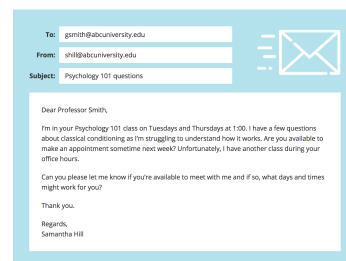 To: gsmith@abcuniversity.edu
From: shill@abcuniversity.edu
Subject: Psychology 101 questions
Dear Professor Smith,
I'm in your Psychology 101 class on Tuesdays and Thursdays at 1:00. I have a few questions
about classical conditioning as I'm struggling to understand how it works. Are you available to
make an appointment sometime next week? Unfortunately, I have another class during your
office hours.
Can you please let me know if you're available to meet with me and if so, what days and times
might work for you?
Thank you.
Regards,
Samantha Hill